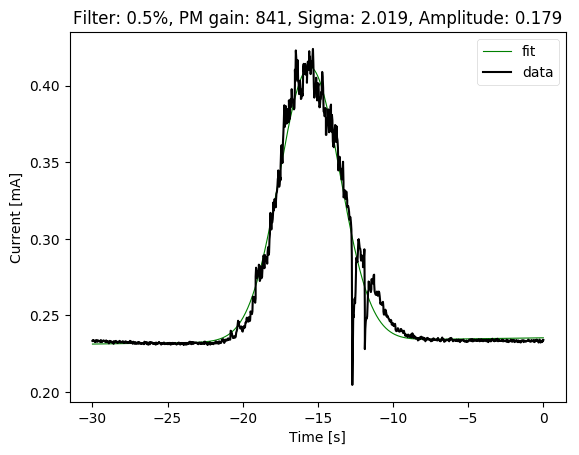 Filter: 0.5%, PM gain: 841, Sigma: 2.019, Amplitude: 0.179
fit
data
0.40
0.35
0.30
0.25
0.20
Current [mA]
−30
−25
−20
−15
−10
−5
0
Time [s]